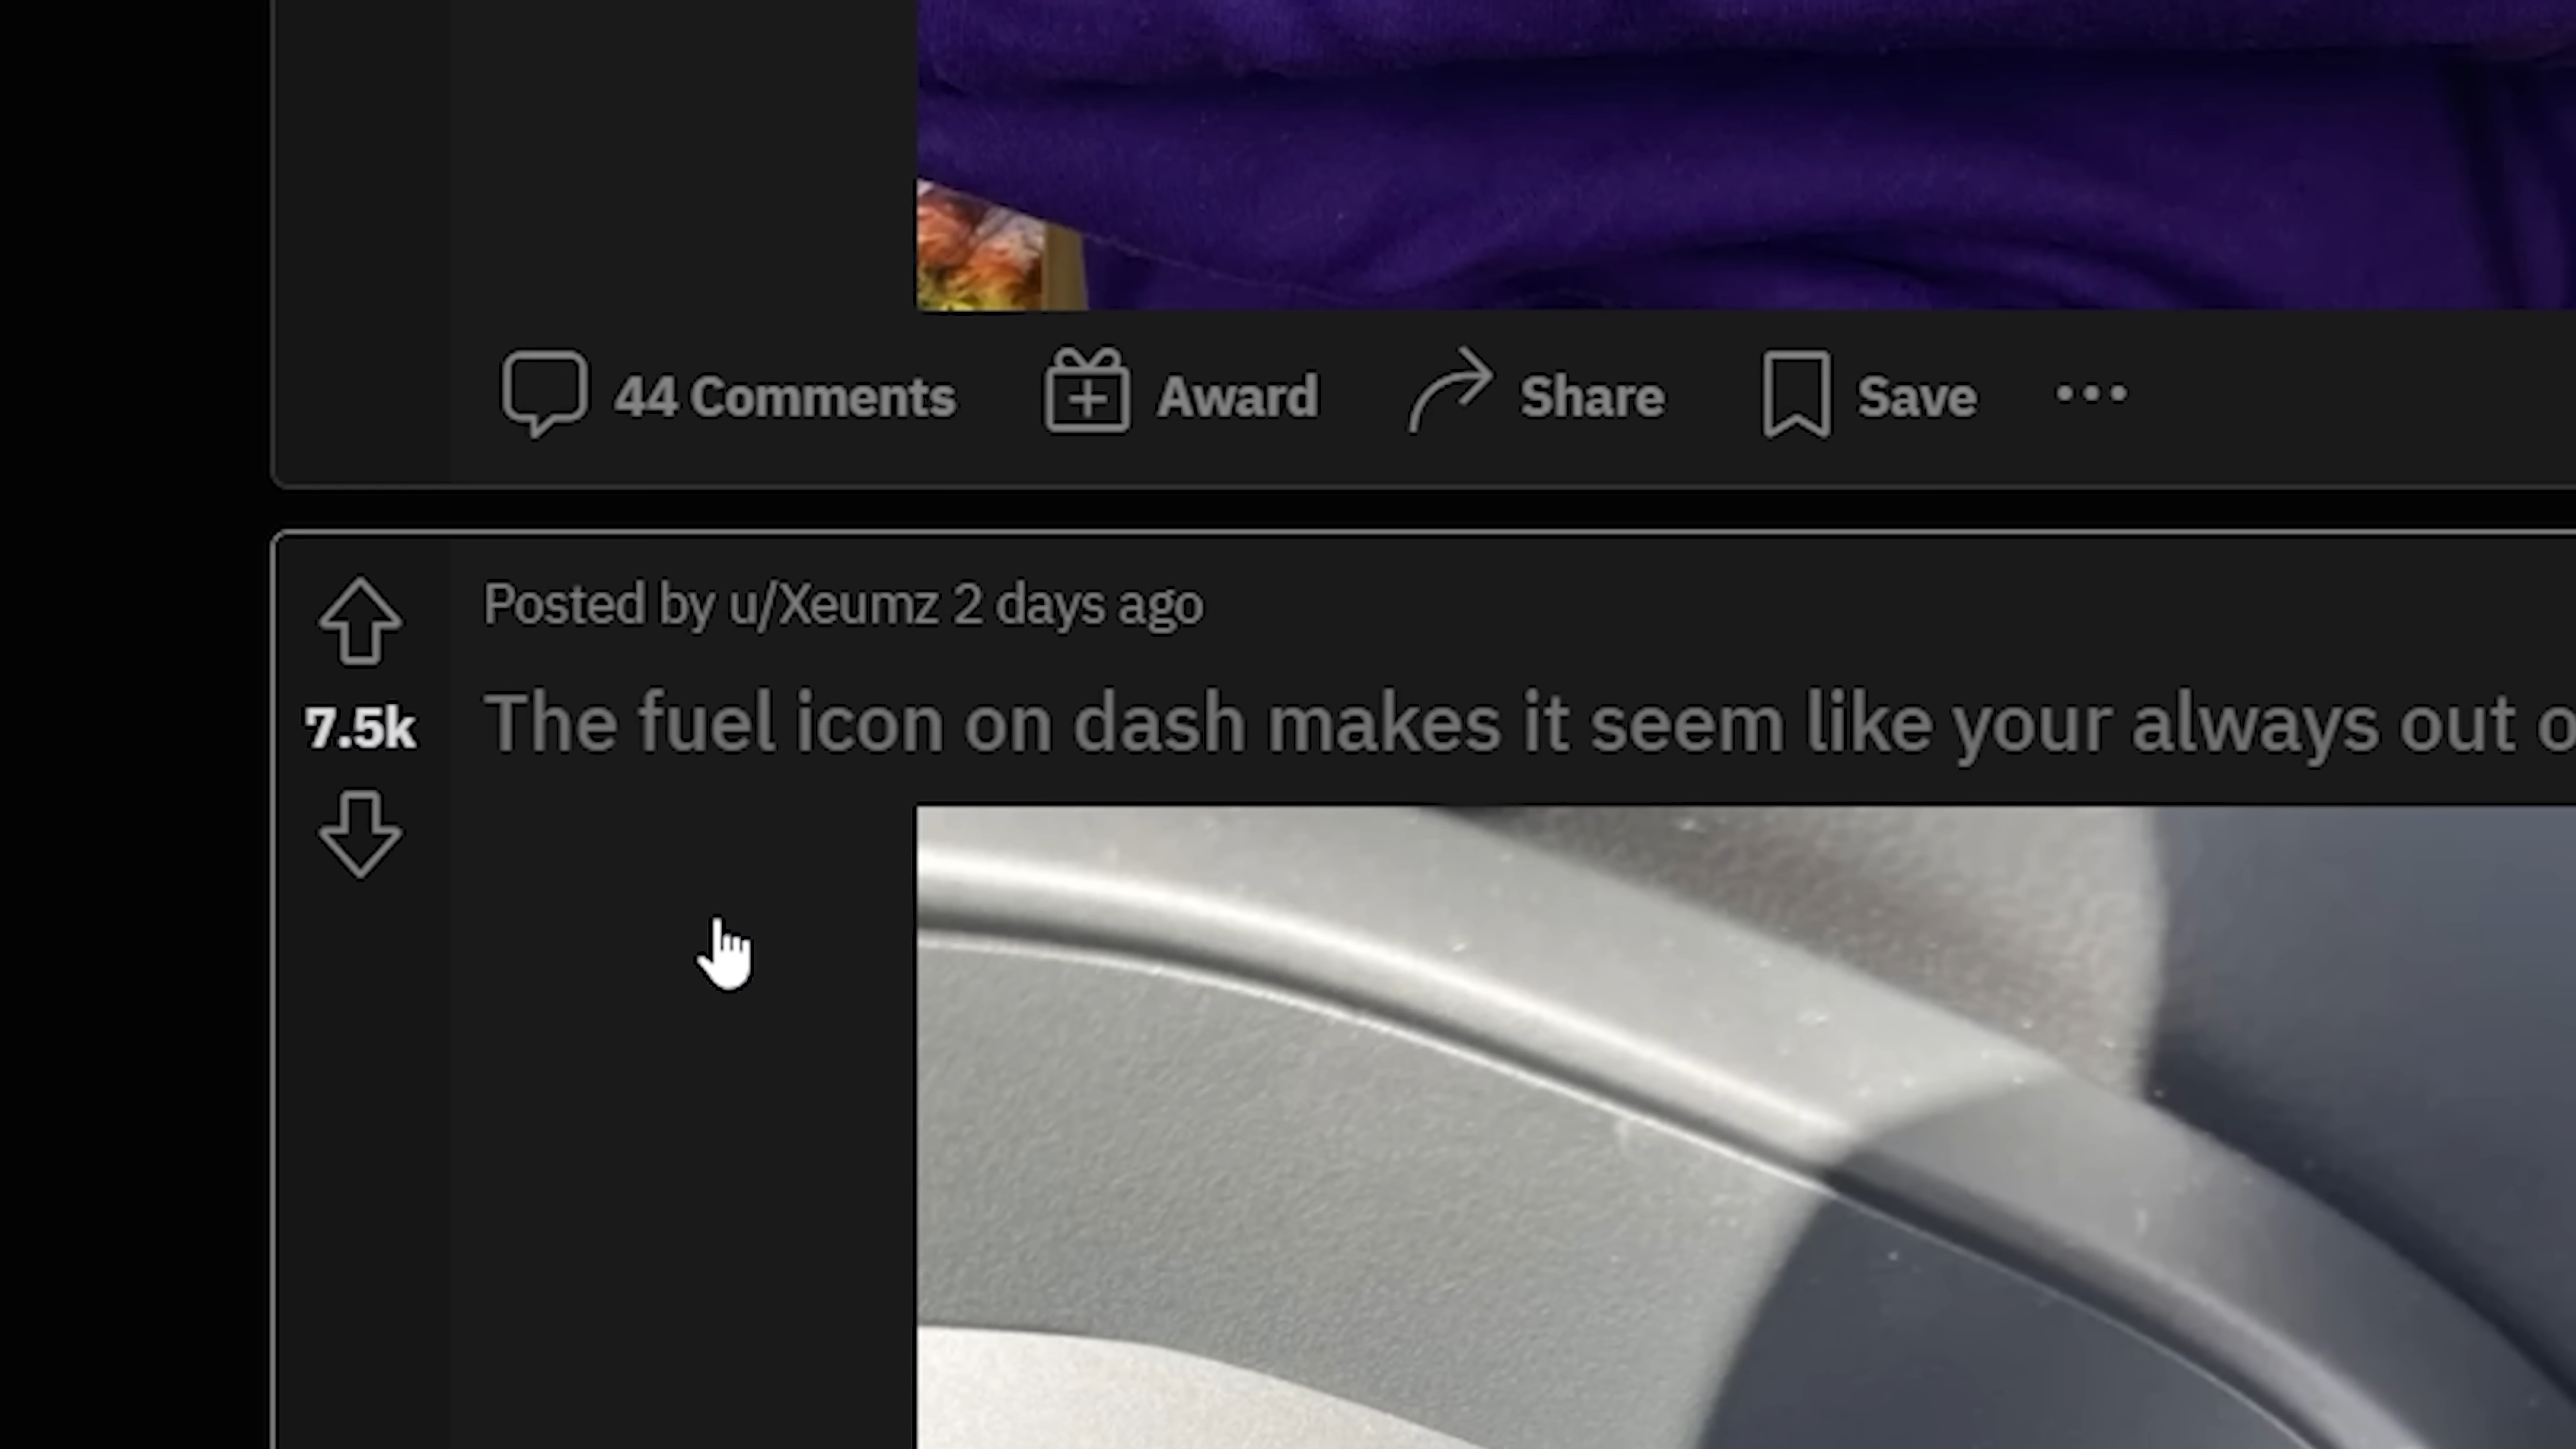 44 Comments Award Share Save
Posted by u/Xeumz 2 days ago
7.5k
The fuel icon on dash makes it seem like your always out o